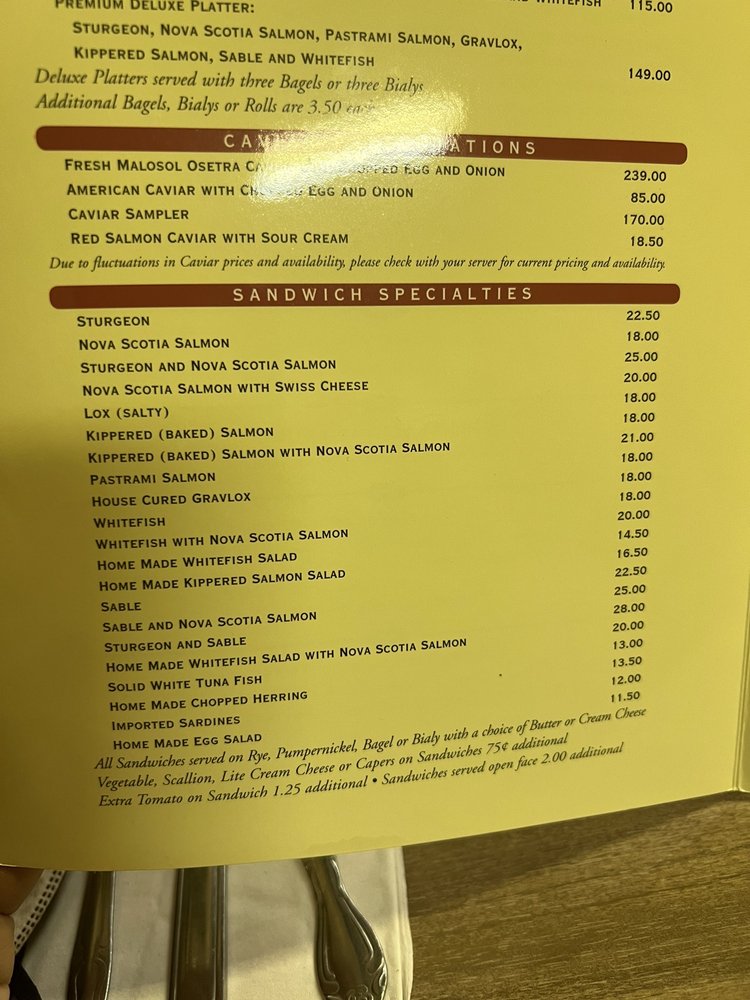 AND WHITEFISH 115.00
PREMIUM DELUXE PLATTER:
STURGEON, NOVA SCOTIA SALMON, PASTRAMI SALMON, GRAVLOX,
KIPPERED SALMON, SABLE AND WHITEFISH 149.00
Deluxe Platters served with three Bagels or three Bialys
Additional Bagels, Bialys or Rolls are 3.50 each
FRESH MALOSOL OSETRA CHOPPED EGG AND ONION 239.00
AMERICAN CAVIAR WITH CHOPPED EGG AND ONION 85.00
CAVIAR SAMPLER 170.00
RED SALMON CAVIAR WITH SOUR CREAM 18.50
Due to fluctuations in Caviar prices and availability, please check with your server for current pricing and availability.
SANDWICH SPECIALTIES
STURGEON 22.50
NOVA SCOTIA SALMON 18.00
STURGEON AND NOVA SCOTIA SALMON 25.00
NOVA SCOTIA SALMON WITH SWISS CHEESE 20.00
LOX (SALTY) 18.00
KIPPERED (BAKED) SALMON 18.00
KIPPERED (BAKED) SALMON WITH NOVA SCOTIA SALMON 21.00
PASTRAMI SALMON 18.00
HOUSE CURED GRAVLOX 18.00
WHITEFISH 18.00
WHITEFISH WITH NOVA SCOTIA SALMON 20.00
HOME MADE WHITEFISH SALAD 14.50
HOME MADE KIPPERED SALMON SALAD 16.50
SABLE 22.50
SABLE AND NOVA SCOTIA SALMON 25.00
STURGEON AND SABLE 28.00
HOME MADE WHITEFISH SALAD WITH NOVA SCOTIA SALMON 20.00
SOLID WHITE TUNA FISH 13.00
HOME MADE CHOPPED HERRING 13.50
IMPORTED SARDINES 12.00
HOME MADE EGG SALAD 11.50
All Sandwiches served on Rye, Pumpernickel, Bagel or Bialy with a choice of Butter or Cream Cheese
Vegetable, Scallion, Lite Cream Cheese or Capers on Sandwiches 75¢ additional
Extra Tomato on Sandwich 1.25 additional • Sandwiches served open face 2.00 additional